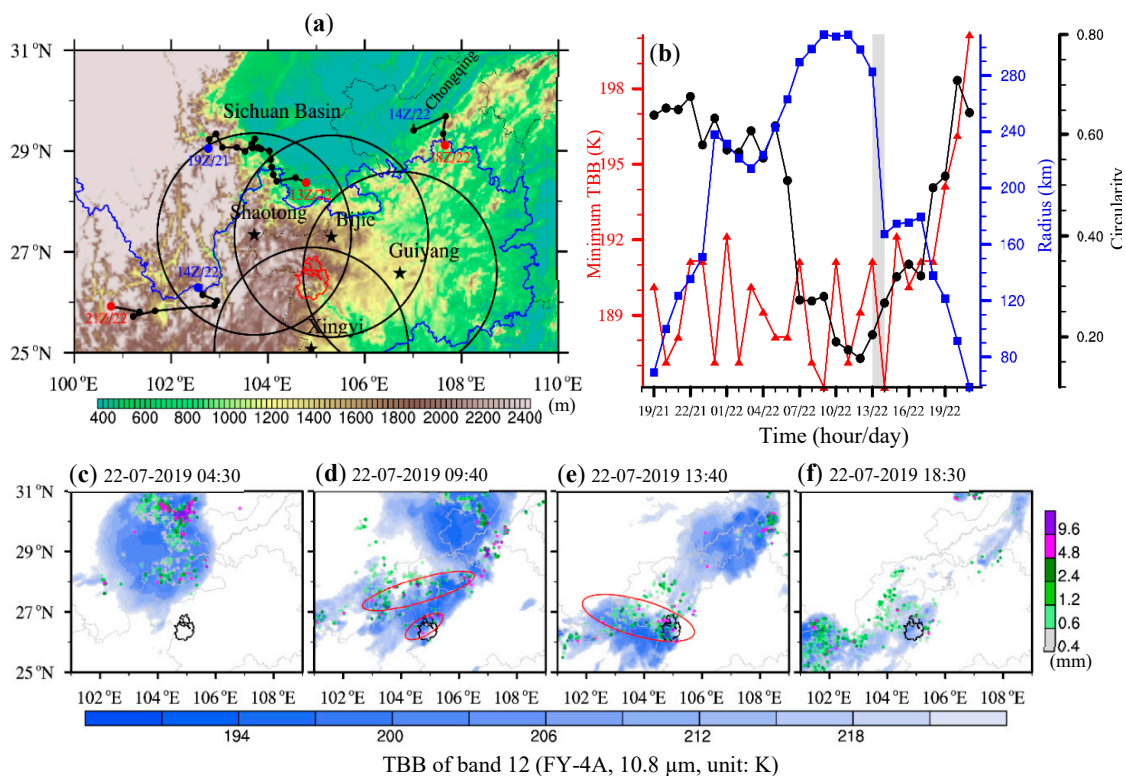 (a)
31 °N
29 °N
27 °N
25 °N
100 °E 102 °E 104 °E 106 °E 108 °E 110 °E
Sichuan Basin
Chongqing
14Z/22
18Z/22
19Z/21
13Z/22
Shaotong
Bijie
Guiyang
14Z/22
21Z/22
Xingyi
400 600 800 1000 1200 1400 1600 1800 2000 2200 2400 (m)
(b)
Minimum TBB (K)
198
195
192
189
Radius (km)
280
240
200
160
120
80
Circularity
0.80
0.60
0.40
0.20
19/21 22/21 01/22 04/22 07/22 10/22 13/22 16/22 19/22
Time (hour/day)
(c) 22-07-2019 04:30
(d) 22-07-2019 09:40
(e) 22-07-2019 13:40
(f) 22-07-2019 18:30
31°N
29°N
27°N
25°N
102 °E 104 °E 106 °E 108 °E
102 °E 104 °E 106 °E 108 °E
102 °E 104 °E 106 °E 108 °E
102 °E 104 °E 106 °E 108 °E
9.6
4.8
2.4
1.2
0.6
0.4
(mm)
194 200 206 212 218
TBB of band 12 (FY-4A, 10.8 μm, unit: K)